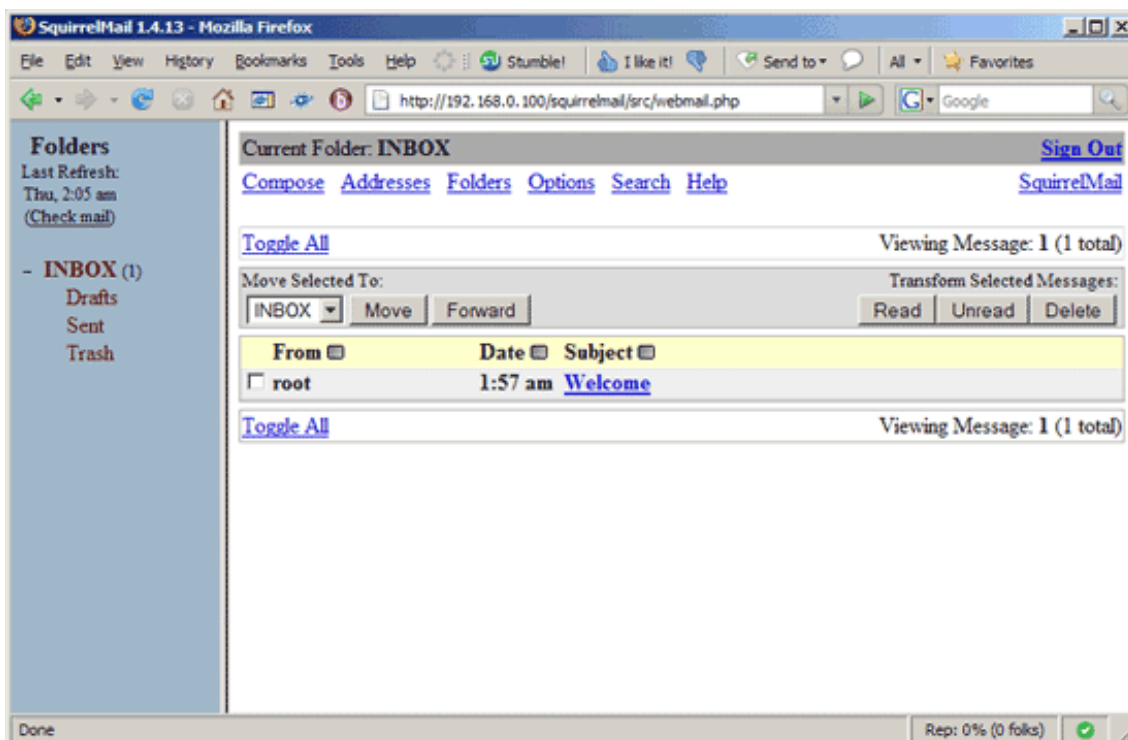 SquirrelMail 1.4.13 - Mozilla Firefox
File Edit View History Bookmarks Tools Help Stumble! I like it! Send to All Favorites
http://192.168.0.100/squirrelmail/src/webmail.php G Google
Folders
Last Refresh:
Thu, 2:05 am
(Check mail)
– INBOX (1)
Drafts
Sent
Trash
Current Folder: INBOX Sign Out
Compose Addresses Folders Options Search Help SquirrelMail
Toggle All Viewing Message: 1 (1 total)
Move Selected To: Transform Selected Messages:
INBOX Move Forward Read Unread Delete
From Date Subject
root 1:57 am Welcome
Toggle All Viewing Message: 1 (1 total)
Done Rep: 0% (0 folks)